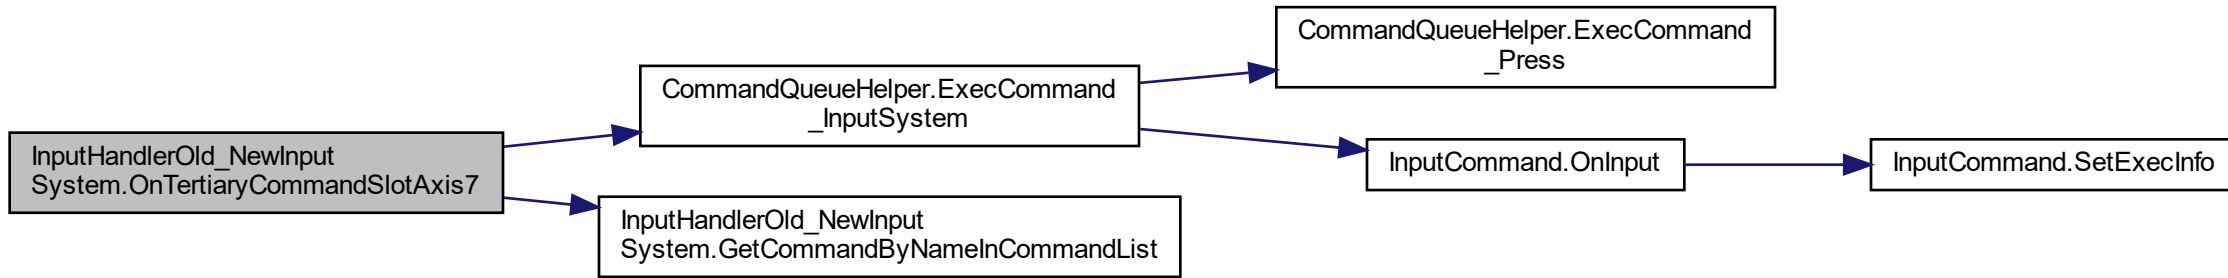 InputHandlerOld_NewInput
System.OnTertiaryCommandSlotAxis7
CommandQueueHelper.ExecCommand
_InputSystem
CommandQueueHelper.ExecCommand
_Press
InputCommand.OnInput
InputCommand.SetExecInfo
InputHandlerOld_NewInput
System.GetCommandByNameInCommandList